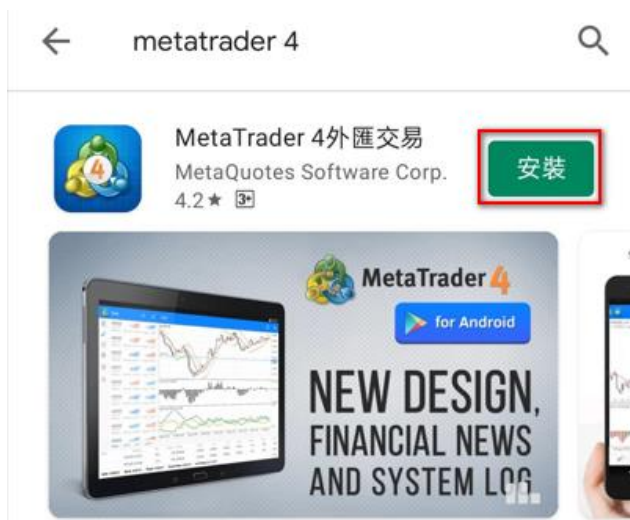 metatrader 4
MetaTrader 4外匯交易
MetaQuotes Software Corp.
4.2★ 3+
安裝
4
MetaTrader 4
for Android
NEW DESIGN,
FINANCIAL NEWS
AND SYSTEM LOG